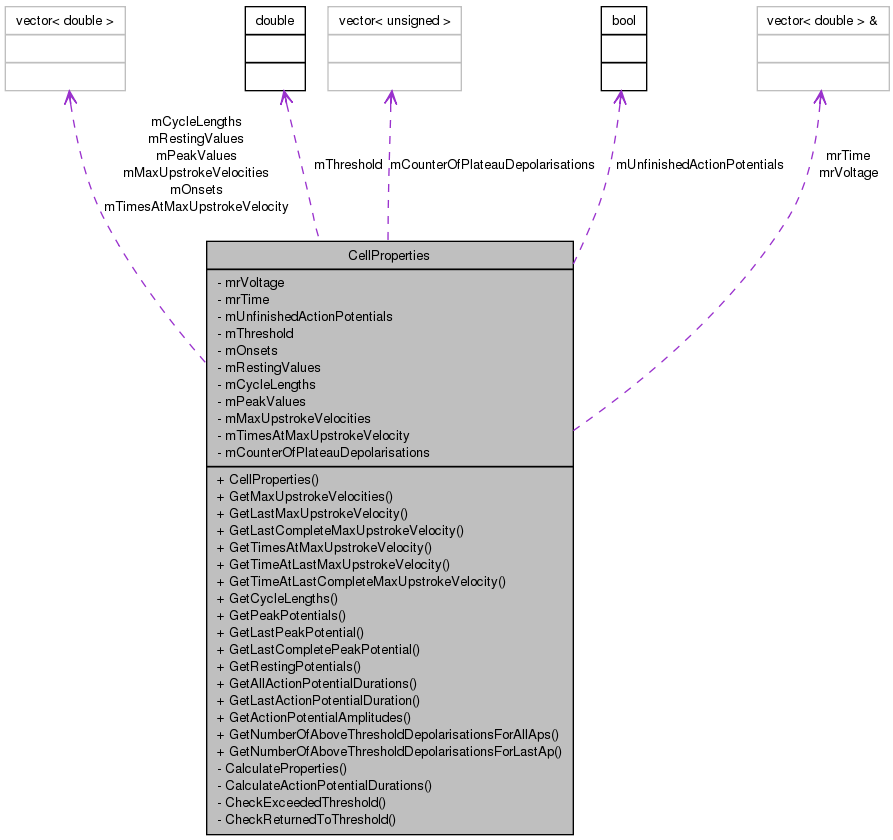 vector< double >
double
vector< unsigned >
bool
vector< double > &
mCycleLengths
mRestingValues
mPeakValues
mMaxUpstrokeVelocities
mOnsets
mTimesAtMaxUpstrokeVelocity
mThreshold
mCounterOfPlateauDepolarisations
mUnfinishedActionPotentials
mrTime
mrVoltage
CellProperties
- mrVoltage
- mrTime
- mUnfinishedActionPotentials
- mThreshold
- mOnsets
- mRestingValues
- mCycleLengths
- mPeakValues
- mMaxUpstrokeVelocities
- mTimesAtMaxUpstrokeVelocity
- mCounterOfPlateauDepolarisations
+ CellProperties()
+ GetMaxUpstrokeVelocities()
+ GetLastMaxUpstrokeVelocity()
+ GetLastCompleteMaxUpstrokeVelocity()
+ GetTimesAtMaxUpstrokeVelocity()
+ GetTimeAtLastMaxUpstrokeVelocity()
+ GetTimeAtLastCompleteMaxUpstrokeVelocity()
+ GetCycleLengths()
+ GetPeakPotentials()
+ GetLastPeakPotential()
+ GetLastCompletePeakPotential()
+ GetRestingPotentials()
+ GetAllActionPotentialDurations()
+ GetLastActionPotentialDuration()
+ GetActionPotentialAmplitudes()
+ GetNumberOfAboveThresholdDepolarisationsForAllAps()
+ GetNumberOfAboveThresholdDepolarisationsForLastAp()
- CalculateProperties()
- CalculateActionPotentialDurations()
- CheckExceededThreshold()
- CheckReturnedToThreshold()